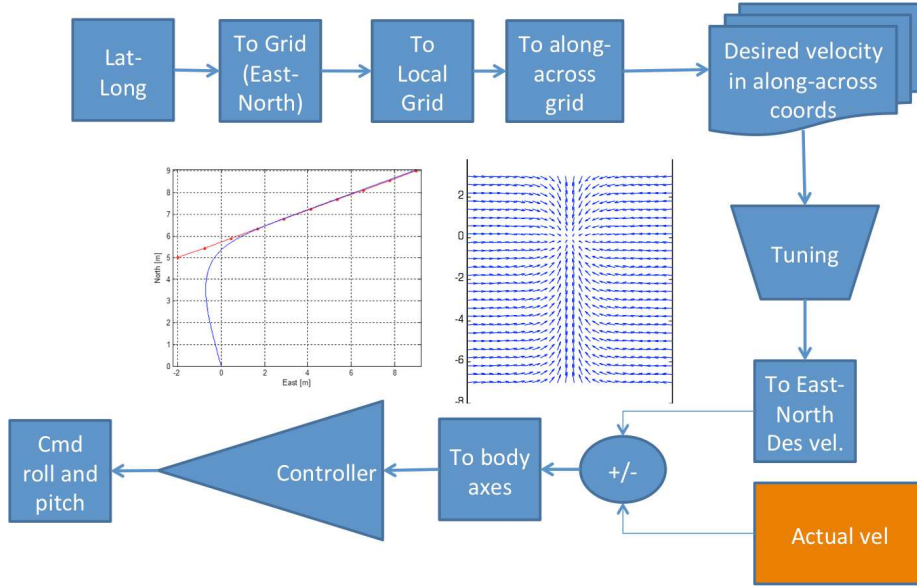 Lat-
Long
To Grid
(East-
North)
To
Local
Grid
To along-
across
grid
Desired velocity
in along-across
coords
9
8
7
6
5
4
3
2
1
0
North [m]
-2
0
2
4
6
8
East [m]
2
0
-2
-4
-6
-8
Tuning
To East-
North
Des vel.
Cmd
roll and
pitch
Controller
To body
axes
+/-
Actual vel